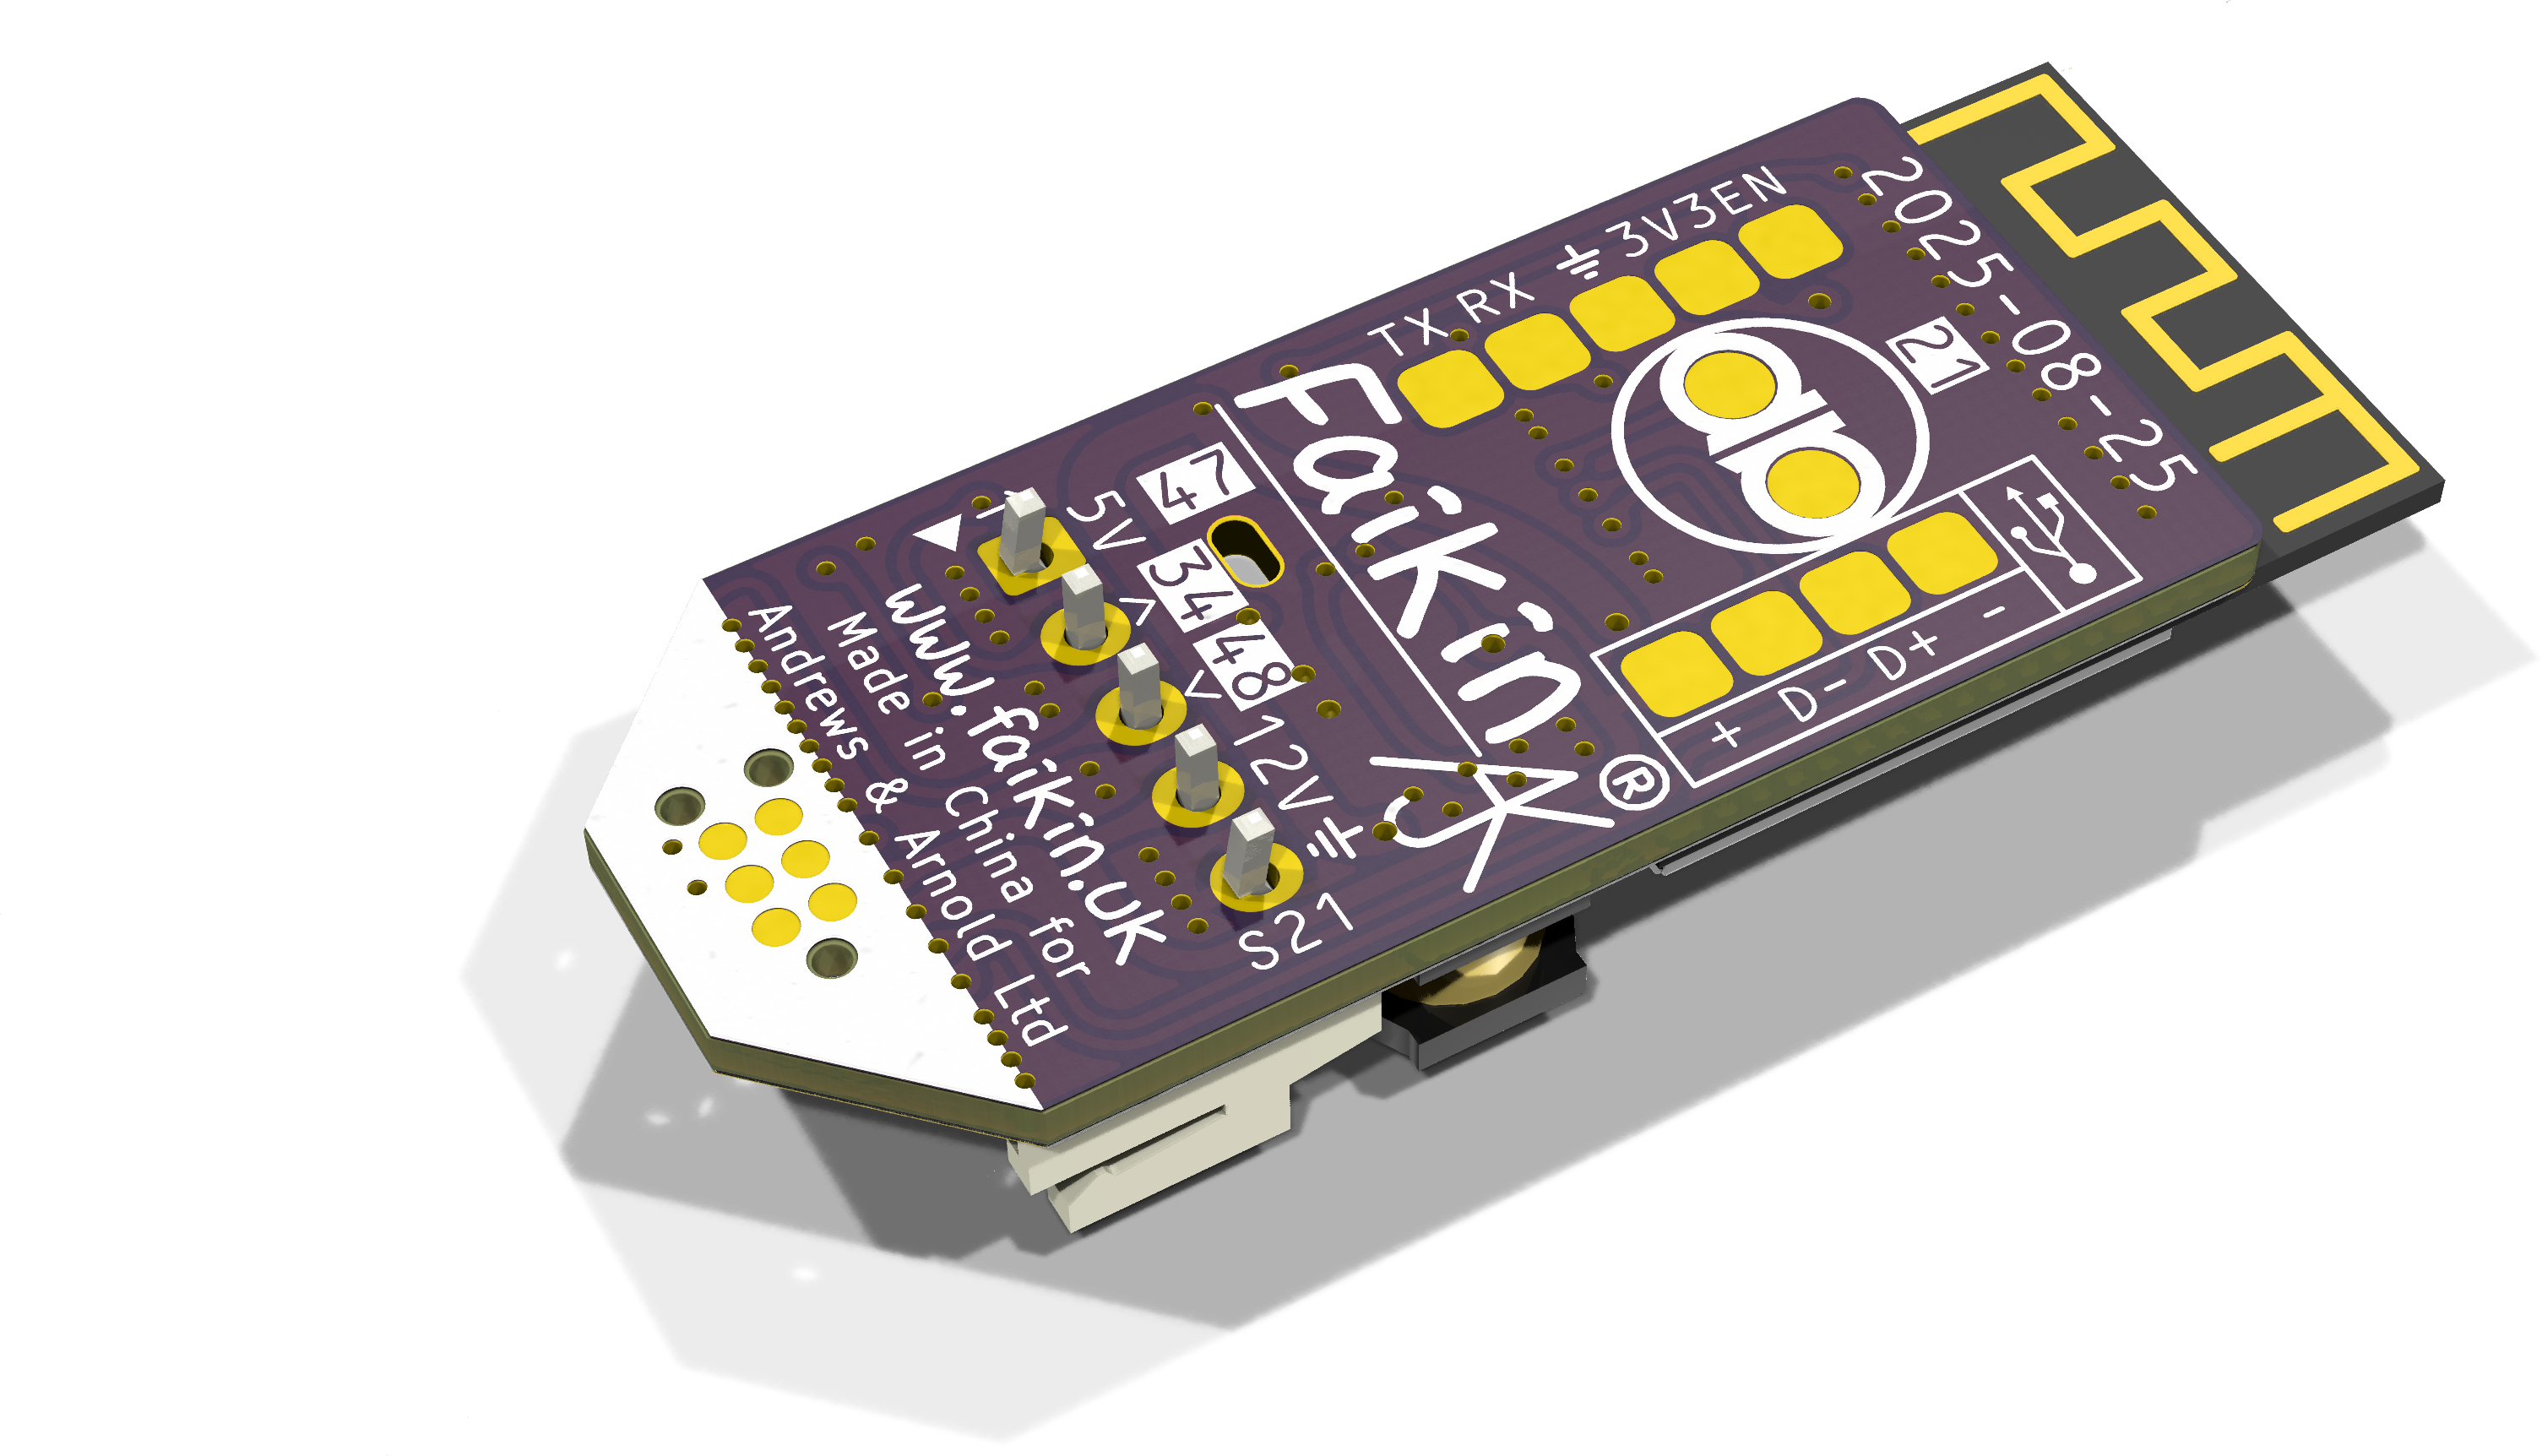 2025-08-25
21
TX RX ⏚ 3V3 EN
+ D- D+ -
Faikin®
47
34 48
5V > < 12V ⏚
S21
www.faikin.uk
Made in China for
Andrews & Arnold Ltd